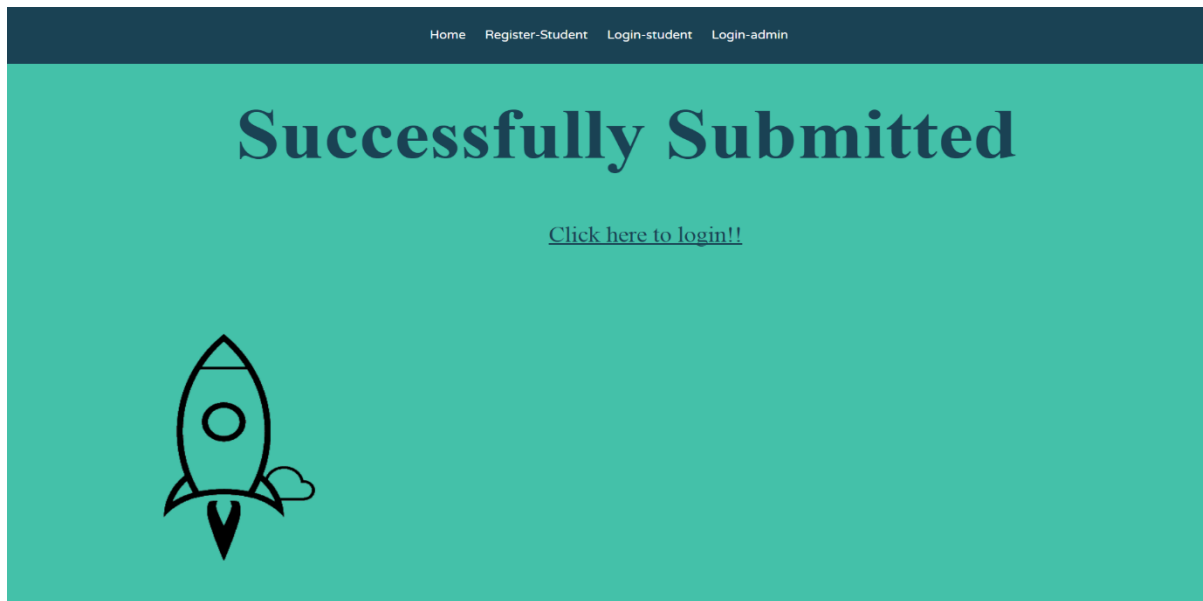 Home Register-Student Login-student Login-admin
Successfully Submitted
Click here to login!!